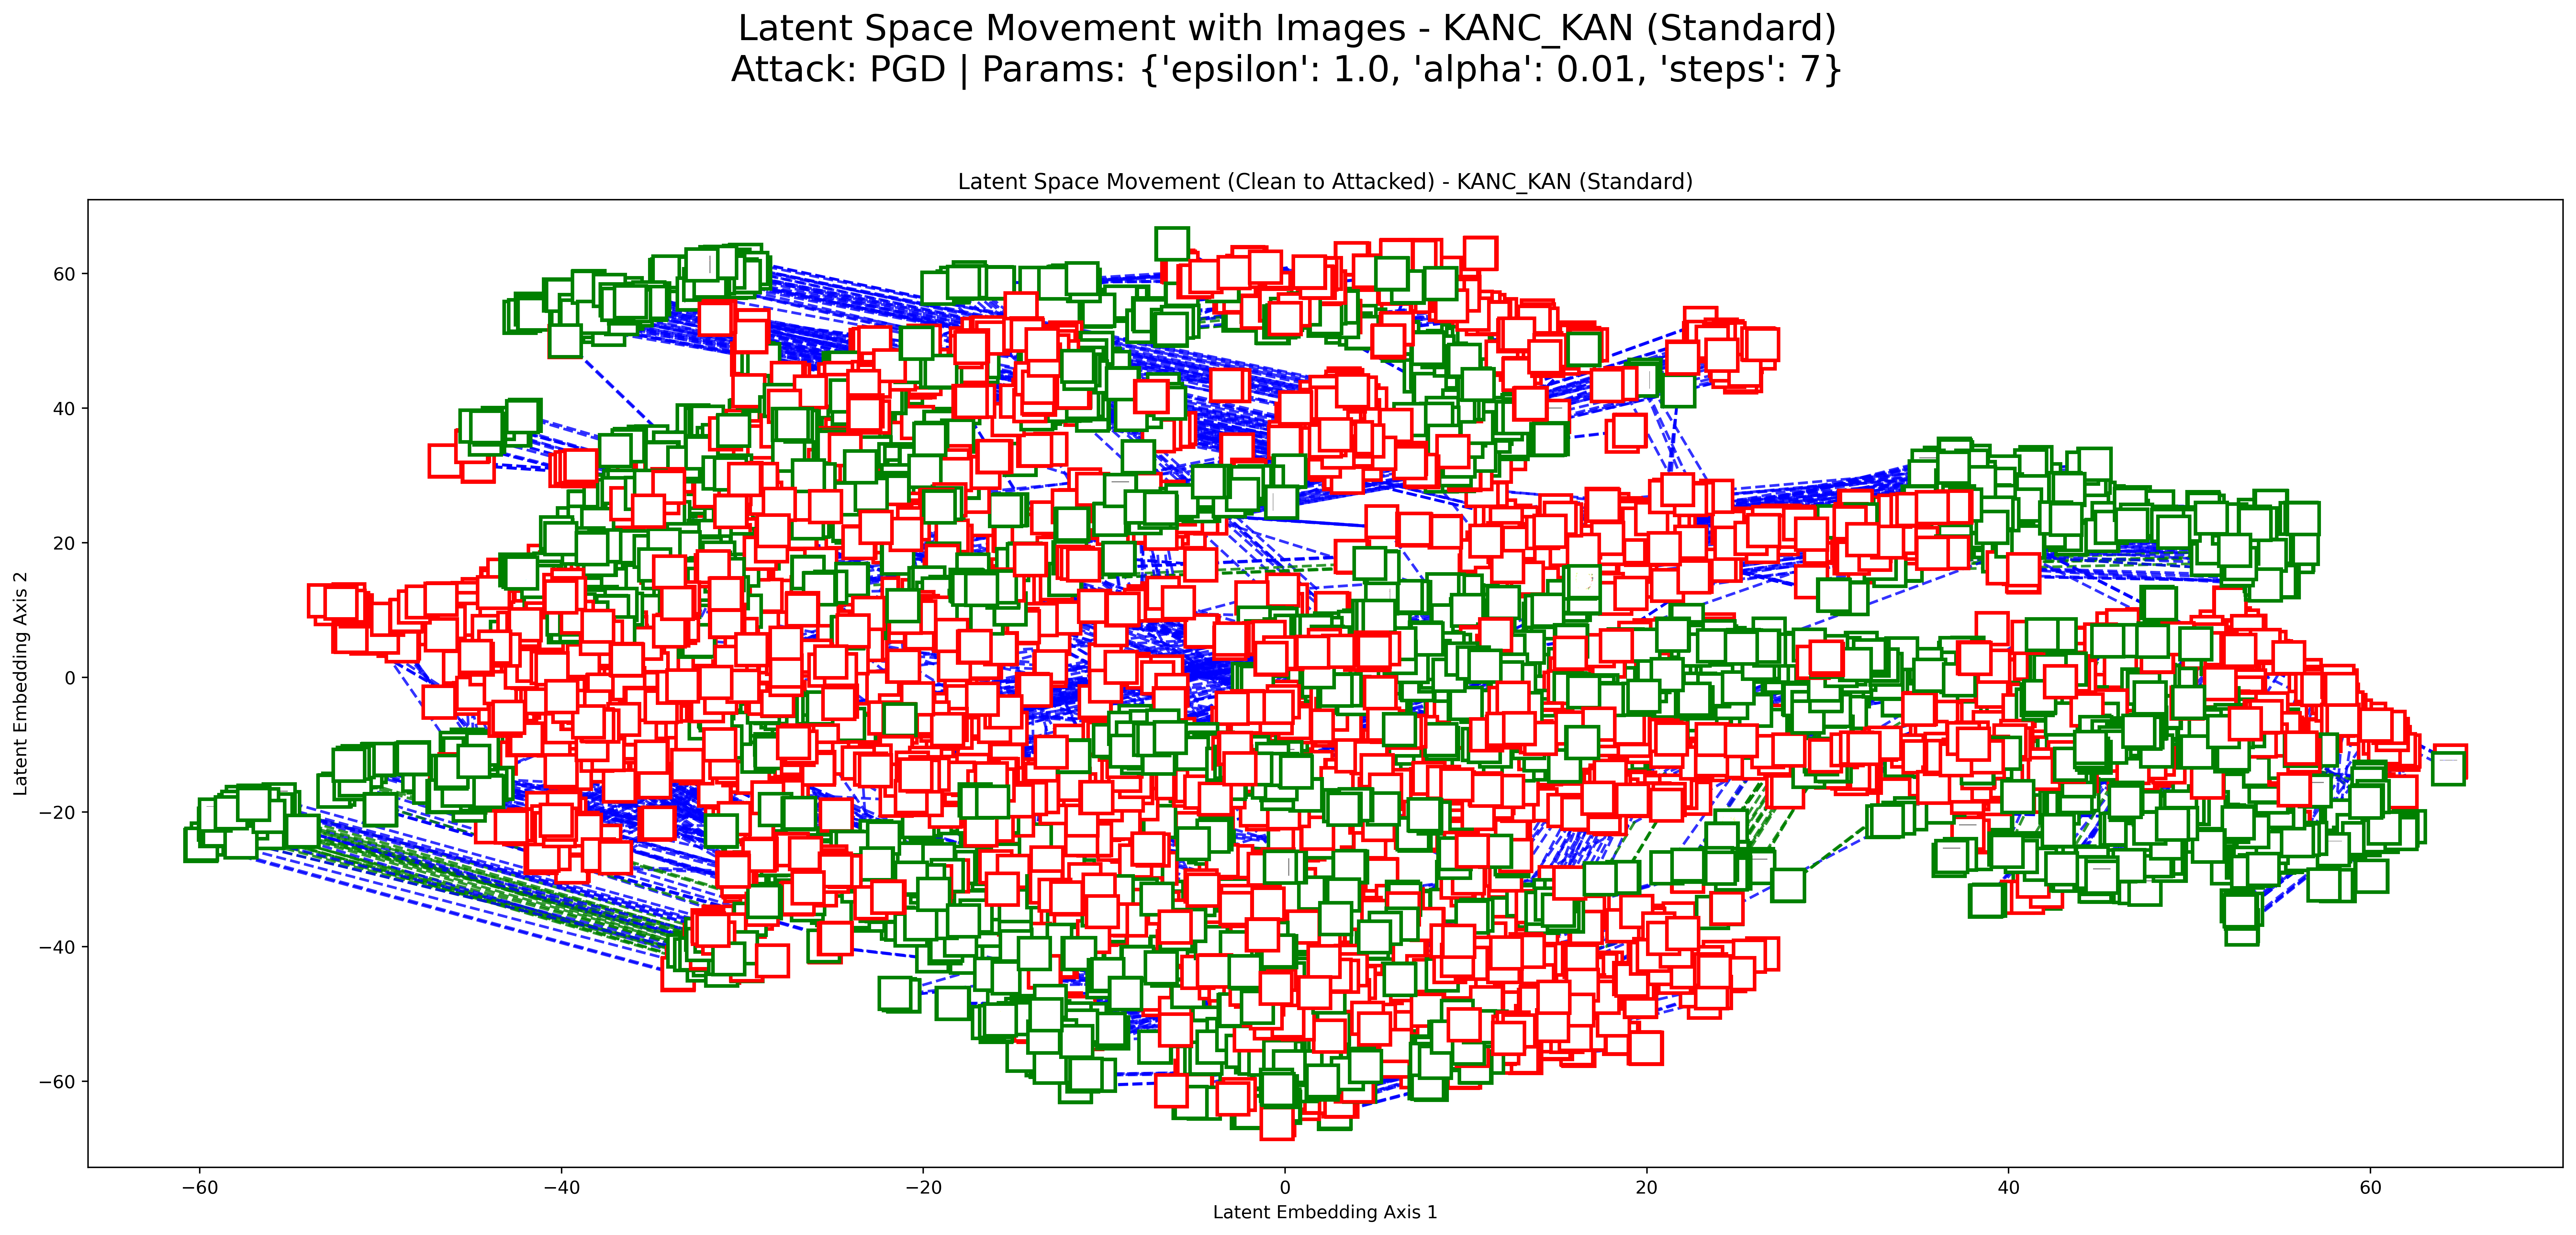 Latent Space Movement with Images - KANC_KAN (Standard)
Attack: PGD | Params: {'epsilon': 1.0, 'alpha': 0.01, 'steps': 7}
Latent Space Movement (Clean to Attacked) - KANC_KAN (Standard)
60
40
20
0
−20
−40
−60
Latent Embedding Axis 2
−60
−40
−20
0
20
40
60
Latent Embedding Axis 1